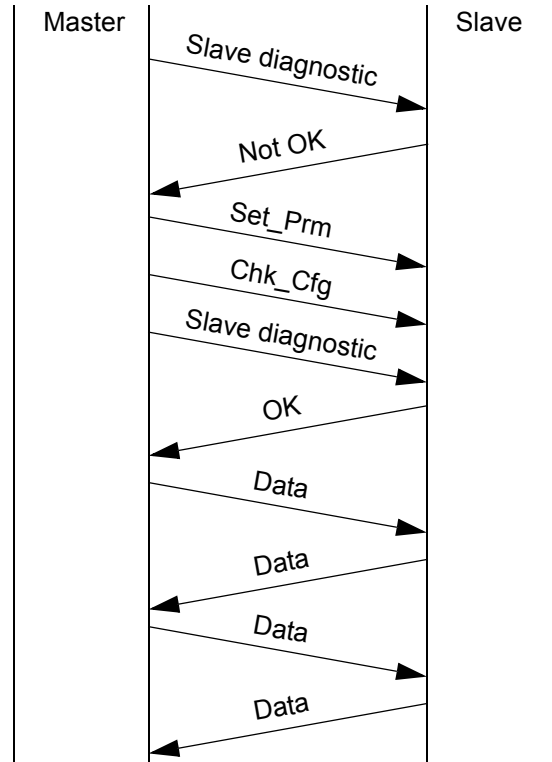 Master
Slave
Slave diagnostic
Not OK
Set_Prm
Chk_Cfg
Slave diagnostic
OK
Data
Data
Data
Data